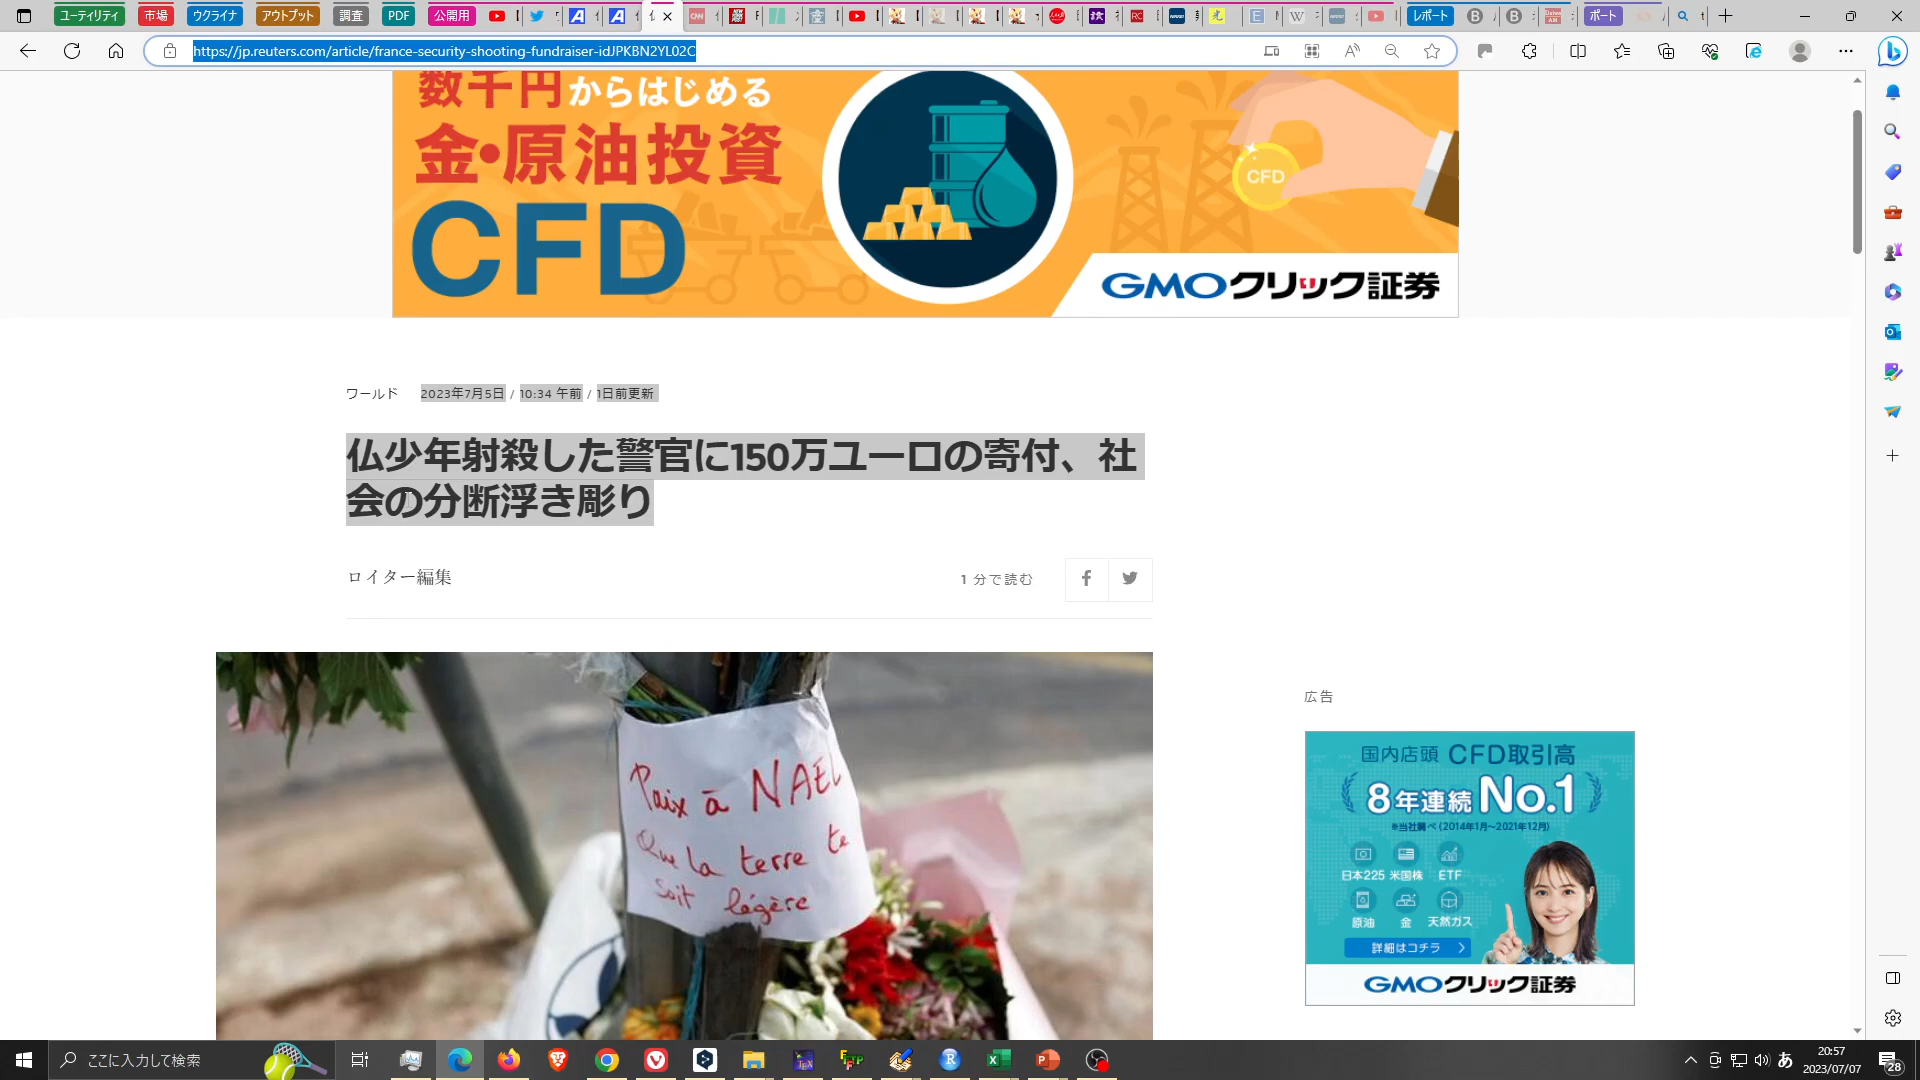 ユーティリティ 市場 ウクライナ アウトプット 調査 PDF 公開用 レポート ポート
https://jp.reuters.com/article/france-security-shooting-fundraiser-idJPKBN2YL02C
数千円からはじめる
金・原油投資
CFD
CFD
GMOクリック証券
ワールド 2023年7月5日 / 10:34 午前 / 1日前更新
仏少年射殺した警官に150万ユーロの寄付、社
会の分断浮き彫り
ロイター編集
1 分で読む
Paix à NAEL
Que la terre te
soit légère
広告
国内店頭 CFD取引高
8年連続 No.1
※当社調べ (2014年1月～2021年12月)
日本225 米国株 ETF
原油 金 天然ガス
詳細はコチラ
GMOクリック証券
ここに入力して検索
あ
20:57
2023/07/07
28